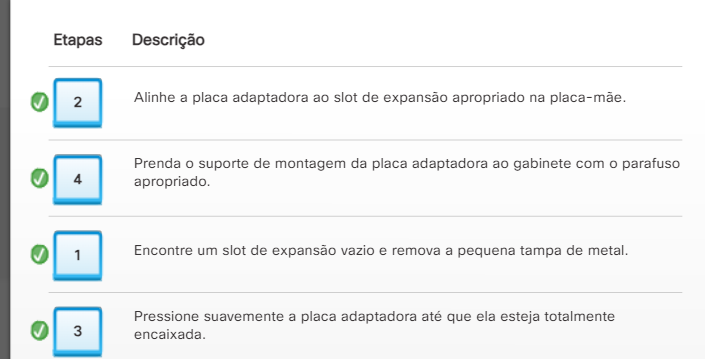 Etapas Descrição
2 Alinhe a placa adaptadora ao slot de expansão apropriado na placa-mãe.
4 Prenda o suporte de montagem da placa adaptadora ao gabinete com o parafuso
apropriado.
1 Encontre um slot de expansão vazio e remova a pequena tampa de metal.
3 Pressione suavemente a placa adaptadora até que ela esteja totalmente
encaixada.